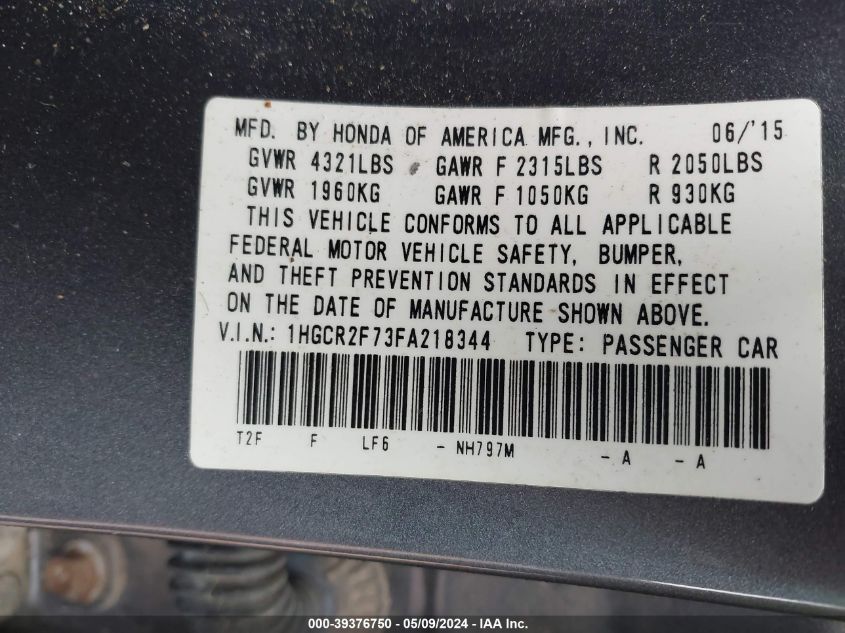 MFD. BY HONDA OF AMERICA MFG., INC. 06/'15
GVWR 4321LBS GAWR F 2315LBS R 2050LBS
GVWR 1960KG GAWR F 1050KG R 930KG
THIS VEHICLE CONFORMS TO ALL APPLICABLE
FEDERAL MOTOR VEHICLE SAFETY, BUMPER,
AND THEFT PREVENTION STANDARDS IN EFFECT
ON THE DATE OF MANUFACTURE SHOWN ABOVE.
V.I.N.: 1HGCR2F73FA218344 TYPE: PASSENGER CAR
T2F F LF6 - NH797M - A - A
000-39376750 - 05/09/2024 - IAA Inc.